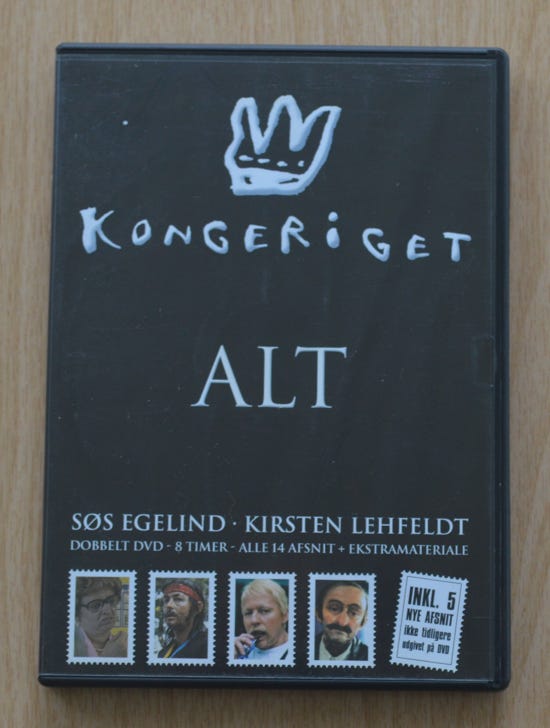 KONGERiGET
ALT
SØS EGELIND · KIRSTEN LEHFELDT
DOBBELT DVD - 8 TIMER - ALLE 14 AFSNIT + EKSTRAMATERIALE
INKL. 5
NYE AFSNIT
ikke tidligere
udgivet på DVD